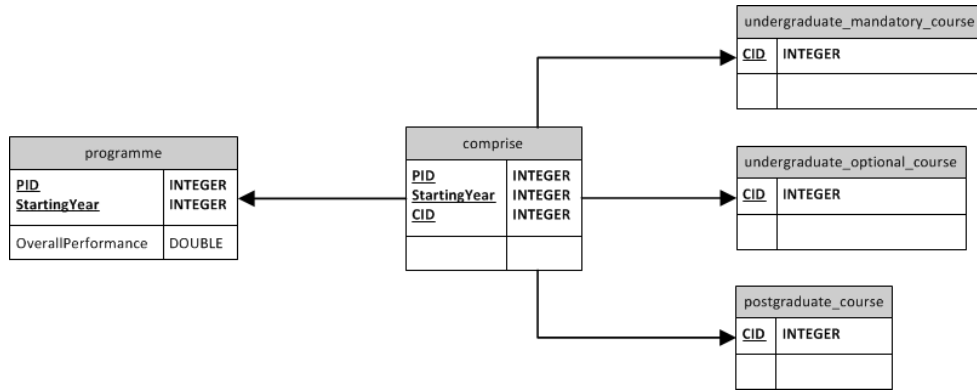 programme
PID INTEGER
StartingYear INTEGER
OverallPerformance DOUBLE
comprise
PID INTEGER
StartingYear INTEGER
CID INTEGER
undergraduate_mandatory_course
CID INTEGER
undergraduate_optional_course
CID INTEGER
postgraduate_course
CID INTEGER